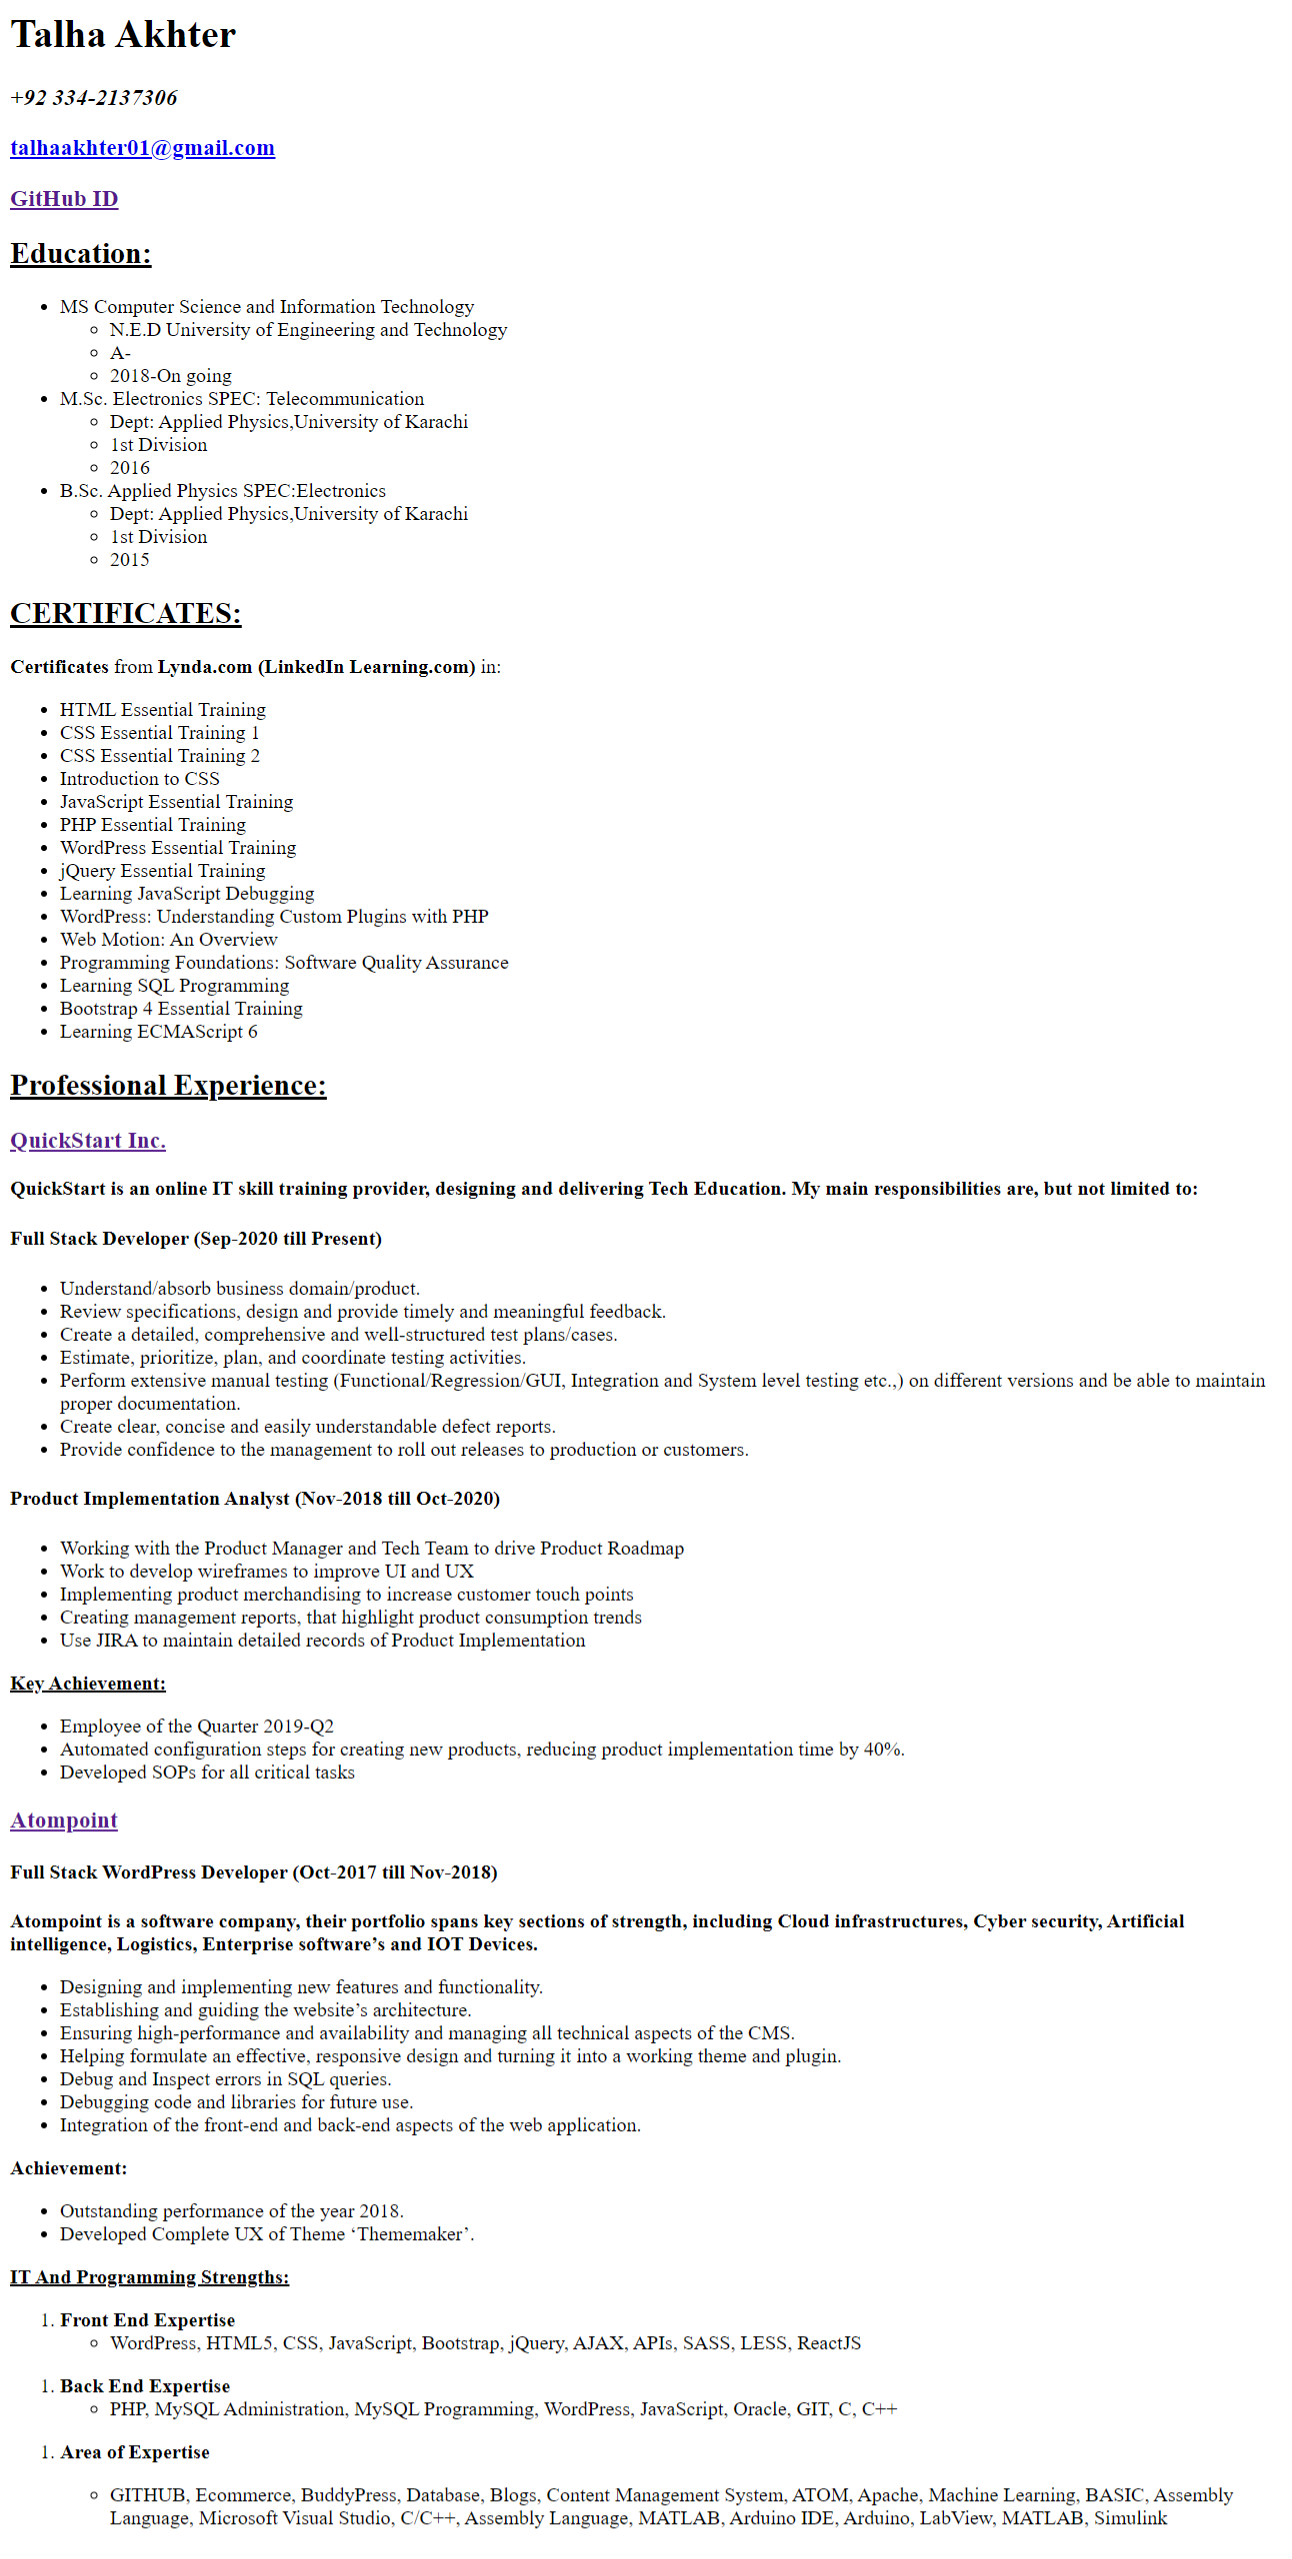 Talha Akhter
+92 334-2137306
talhaakhter01@gmail.com
GitHub ID
Education:
• MS Computer Science and Information Technology
◦ N.E.D University of Engineering and Technology
◦ A-
◦ 2018-On going
• M.Sc. Electronics SPEC: Telecommunication
◦ Dept: Applied Physics,University of Karachi
◦ 1st Division
◦ 2016
• B.Sc. Applied Physics SPEC:Electronics
◦ Dept: Applied Physics,University of Karachi
◦ 1st Division
◦ 2015
CERTIFICATES:
Certificates from Lynda.com (LinkedIn Learning.com) in:
• HTML Essential Training
• CSS Essential Training 1
• CSS Essential Training 2
• Introduction to CSS
• JavaScript Essential Training
• PHP Essential Training
• WordPress Essential Training
• jQuery Essential Training
• Learning JavaScript Debugging
• WordPress: Understanding Custom Plugins with PHP
• Web Motion: An Overview
• Programming Foundations: Software Quality Assurance
• Learning SQL Programming
• Bootstrap 4 Essential Training
• Learning ECMAScript 6
Professional Experience:
QuickStart Inc.
QuickStart is an online IT skill training provider, designing and delivering Tech Education. My main responsibilities are, but not limited to:
Full Stack Developer (Sep-2020 till Present)
• Understand/absorb business domain/product.
• Review specifications, design and provide timely and meaningful feedback.
• Create a detailed, comprehensive and well-structured test plans/cases.
• Estimate, prioritize, plan, and coordinate testing activities.
• Perform extensive manual testing (Functional/Regression/GUI, Integration and System level testing etc.,) on different versions and be able to maintain
proper documentation.
• Create clear, concise and easily understandable defect reports.
• Provide confidence to the management to roll out releases to production or customers.
Product Implementation Analyst (Nov-2018 till Oct-2020)
• Working with the Product Manager and Tech Team to drive Product Roadmap
• Work to develop wireframes to improve UI and UX
• Implementing product merchandising to increase customer touch points
• Creating management reports, that highlight product consumption trends
• Use JIRA to maintain detailed records of Product Implementation
Key Achievement:
• Employee of the Quarter 2019-Q2
• Automated configuration steps for creating new products, reducing product implementation time by 40%.
• Developed SOPs for all critical tasks
Atompoint
Full Stack WordPress Developer (Oct-2017 till Nov-2018)
Atompoint is a software company, their portfolio spans key sections of strength, including Cloud infrastructures, Cyber security, Artificial
intelligence, Logistics, Enterprise software’s and IOT Devices.
• Designing and implementing new features and functionality.
• Establishing and guiding the website’s architecture.
• Ensuring high-performance and availability and managing all technical aspects of the CMS.
• Helping formulate an effective, responsive design and turning it into a working theme and plugin.
• Debug and Inspect errors in SQL queries.
• Debugging code and libraries for future use.
• Integration of the front-end and back-end aspects of the web application.
Achievement:
• Outstanding performance of the year 2018.
• Developed Complete UX of Theme ‘Thememaker’.
IT And Programming Strengths:
1. Front End Expertise
◦ WordPress, HTML5, CSS, JavaScript, Bootstrap, jQuery, AJAX, APIs, SASS, LESS, ReactJS
1. Back End Expertise
◦ PHP, MySQL Administration, MySQL Programming, WordPress, JavaScript, Oracle, GIT, C, C++
1. Area of Expertise
◦ GITHUB, Ecommerce, BuddyPress, Database, Blogs, Content Management System, ATOM, Apache, Machine Learning, BASIC, Assembly
Language, Microsoft Visual Studio, C/C++, Assembly Language, MATLAB, Arduino IDE, Arduino, LabView, MATLAB, Simulink